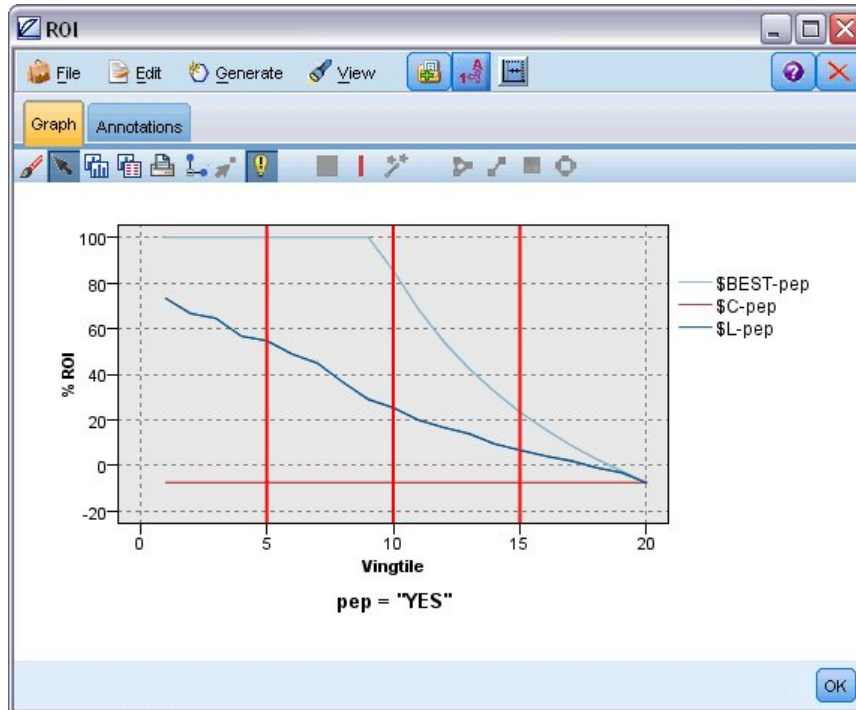 ROI
File Edit Generate View
Graph Annotations
% ROI
100
80
60
40
20
0
-20
0 5 10 15 20
Vingtile
pep = "YES"
$BEST-pep
$C-pep
$L-pep
OK